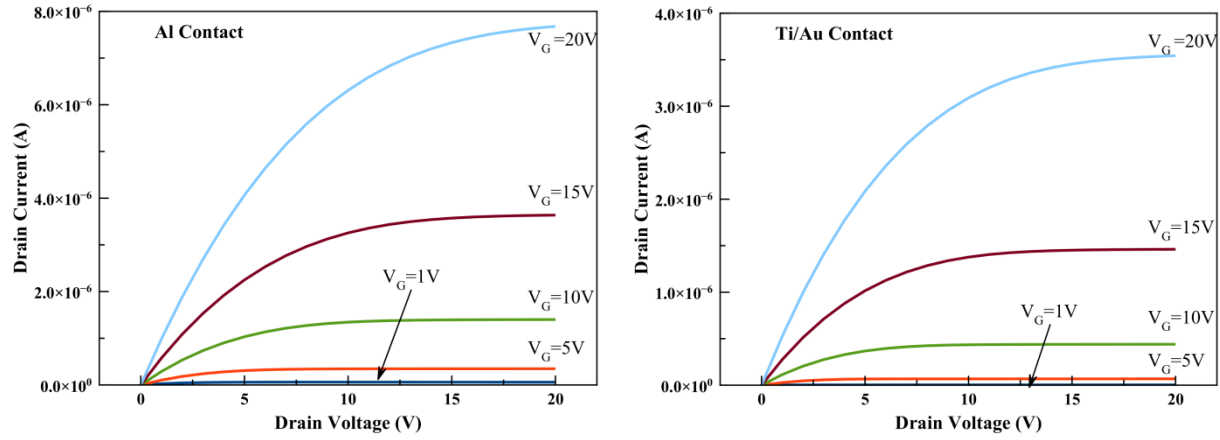 Al Contact
8.0×10⁻⁶
6.0×10⁻⁶
4.0×10⁻⁶
2.0×10⁻⁶
0.0×10⁰
Drain Current (A)
V_G=20V
V_G=15V
V_G=1V
V_G=10V
V_G=5V
0 5 10 15 20
Drain Voltage (V)
Ti/Au Contact
4.0×10⁻⁶
3.0×10⁻⁶
2.0×10⁻⁶
1.0×10⁻⁶
0.0×10⁰
Drain Current (A)
V_G=20V
V_G=15V
V_G=1V
V_G=10V
V_G=5V
0 5 10 15 20
Drain Voltage (V)